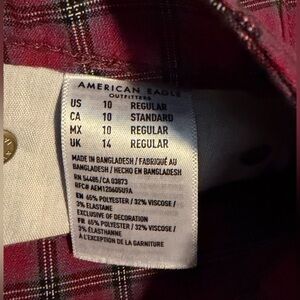 AMERICAN EAGLE
OUTFITTERS
US 10 REGULAR
CA 10 STANDARD
MX 10 REGULAR
UK 14 REGULAR
MADE IN BANGLADESH / FABRIQUÉ AU
BANGLADESH / HECHO EN BANGLADESH
RN 54485 / CA 03873
RFC# AEM120605U9A
EN 65% POLYESTER / 32% VISCOSE /
3% ELASTANE
EXCLUSIVE OF DECORATION
FR 65% POLYESTER / 32% VISCOSE /
3% ÉLASTHANNE
À L'EXCEPTION DE LA GARNITURE